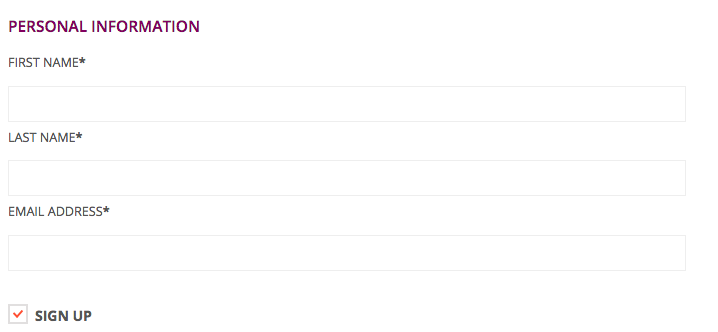 PERSONAL INFORMATION
FIRST NAME*
LAST NAME*
EMAIL ADDRESS*
SIGN UP